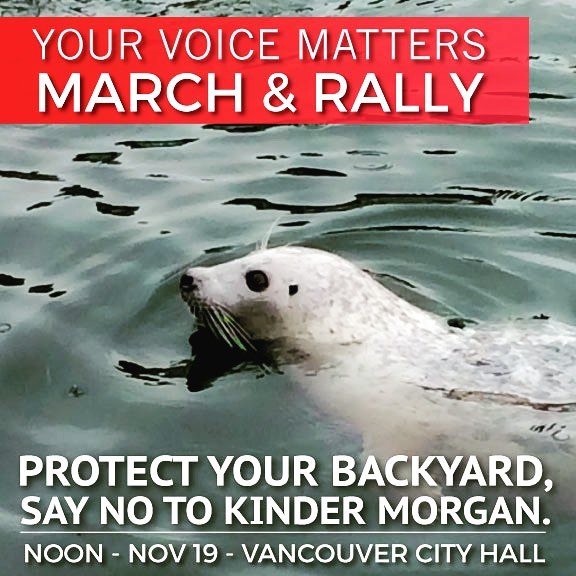 YOUR VOICE MATTERS
MARCH & RALLY
PROTECT YOUR BACKYARD,
SAY NO TO KINDER MORGAN.
NOON - NOV 19 - VANCOUVER CITY HALL